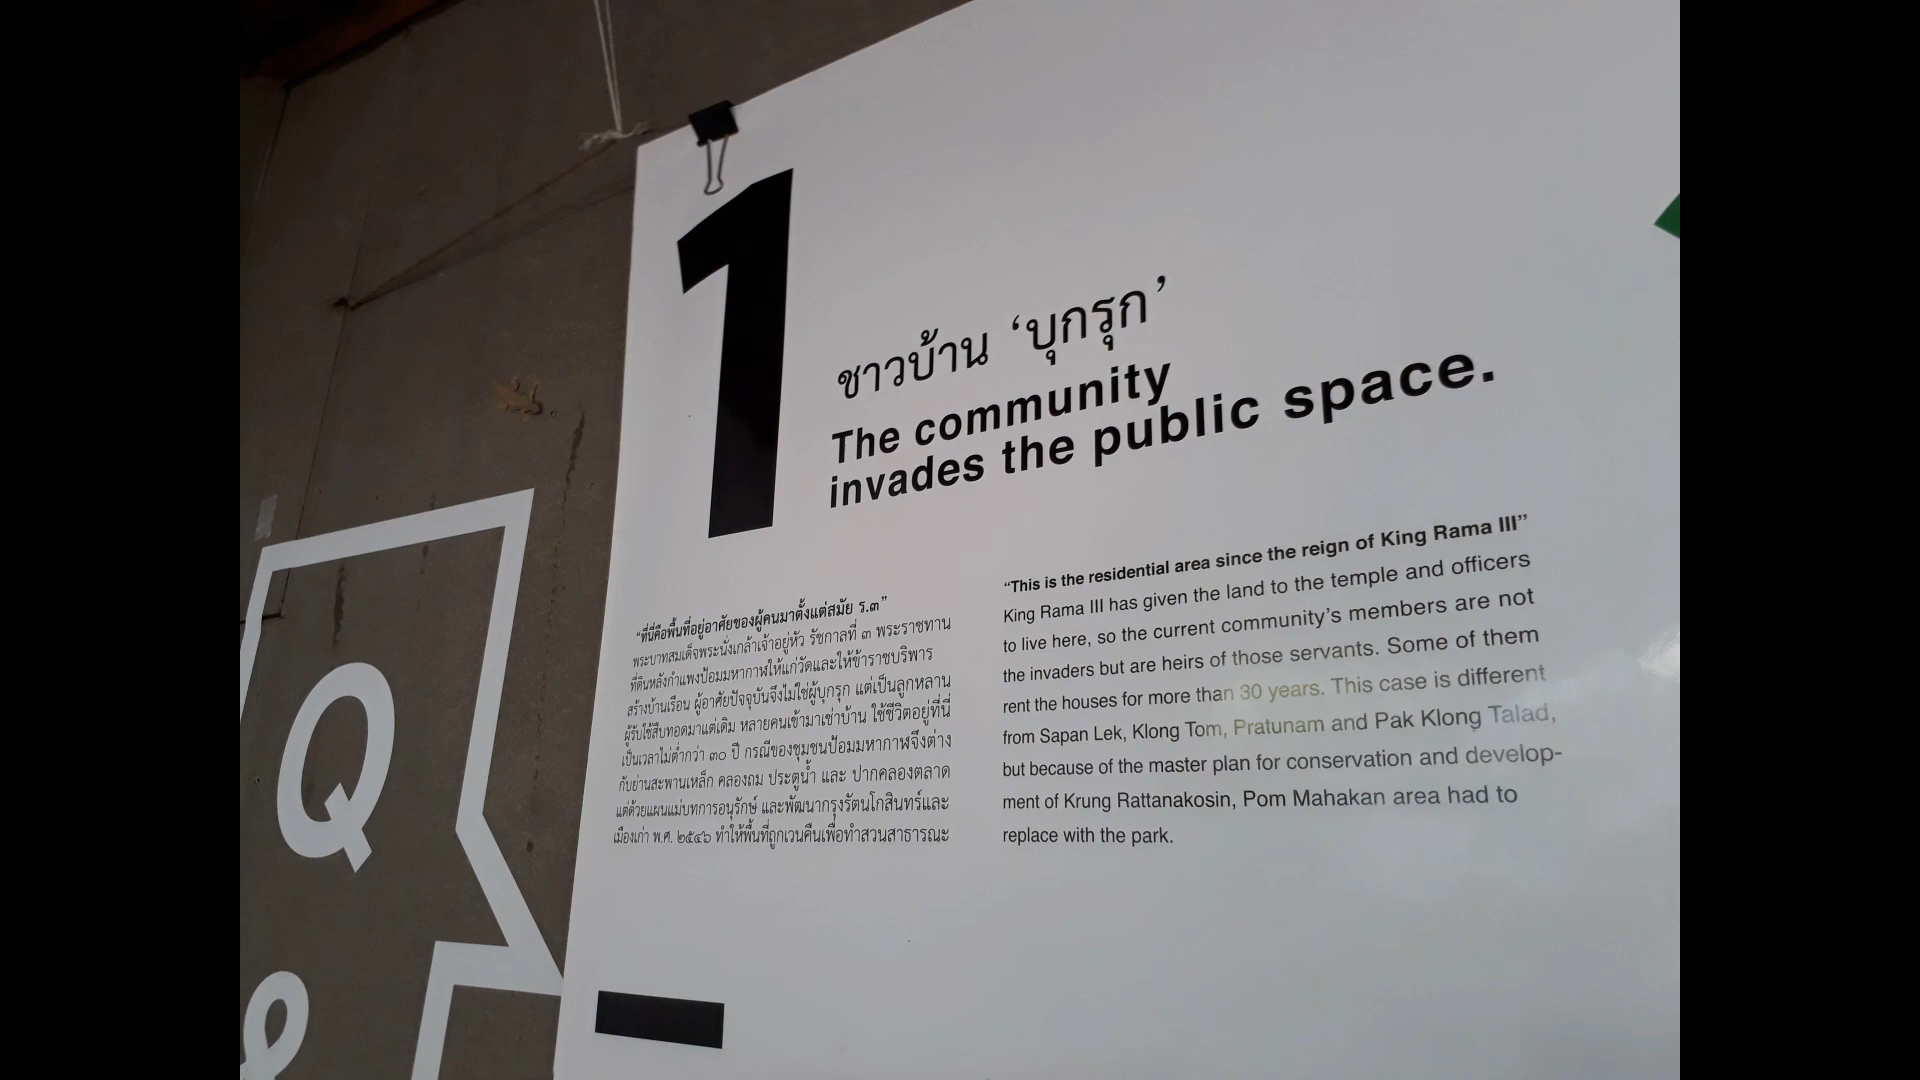 Q
&
1
ชาวบ้าน ‘บุกรุก’
The community
invades the public space.
“ที่นี่คือพื้นที่อยู่อาศัยของผู้คนมาตั้งแต่สมัย ร.๓”
พระบาทสมเด็จพระนั่งเกล้าเจ้าอยู่หัว รัชกาลที่ ๓ พระราชทาน
ที่ดินหลังกำแพงป้อมมหากาฬให้แก่วัดและให้ข้าราชบริพาร
สร้างบ้านเรือน ผู้อาศัยปัจจุบันจึงไม่ใช่ผู้บุกรุก แต่เป็นลูกหลาน
ผู้รับใช้สืบทอดมาแต่เดิม หลายคนเข้ามาเช่าบ้าน ใช้ชีวิตอยู่ที่นี่
เป็นเวลาไม่ต่ำกว่า ๓๐ ปี กรณีของชุมชนป้อมมหากาฬจึงต่าง
กับย่านสะพานเหล็ก คลองถม ประตูน้ำ และ ปากคลองตลาด
แต่ด้วยแผนแม่บทการอนุรักษ์ และพัฒนากรุงรัตนโกสินทร์และ
เมืองเก่า พ.ศ. ๒๕๔๖ ทำให้พื้นที่ถูกเวนคืนเพื่อทำสวนสาธารณะ
“This is the residential area since the reign of King Rama III”
King Rama III has given the land to the temple and officers
to live here, so the current community’s members are not
the invaders but are heirs of those servants. Some of them
rent the houses for more than 30 years. This case is different
from Sapan Lek, Klong Tom, Pratunam and Pak Klong Talad,
but because of the master plan for conservation and develop-
ment of Krung Rattanakosin, Pom Mahakan area had to
replace with the park.